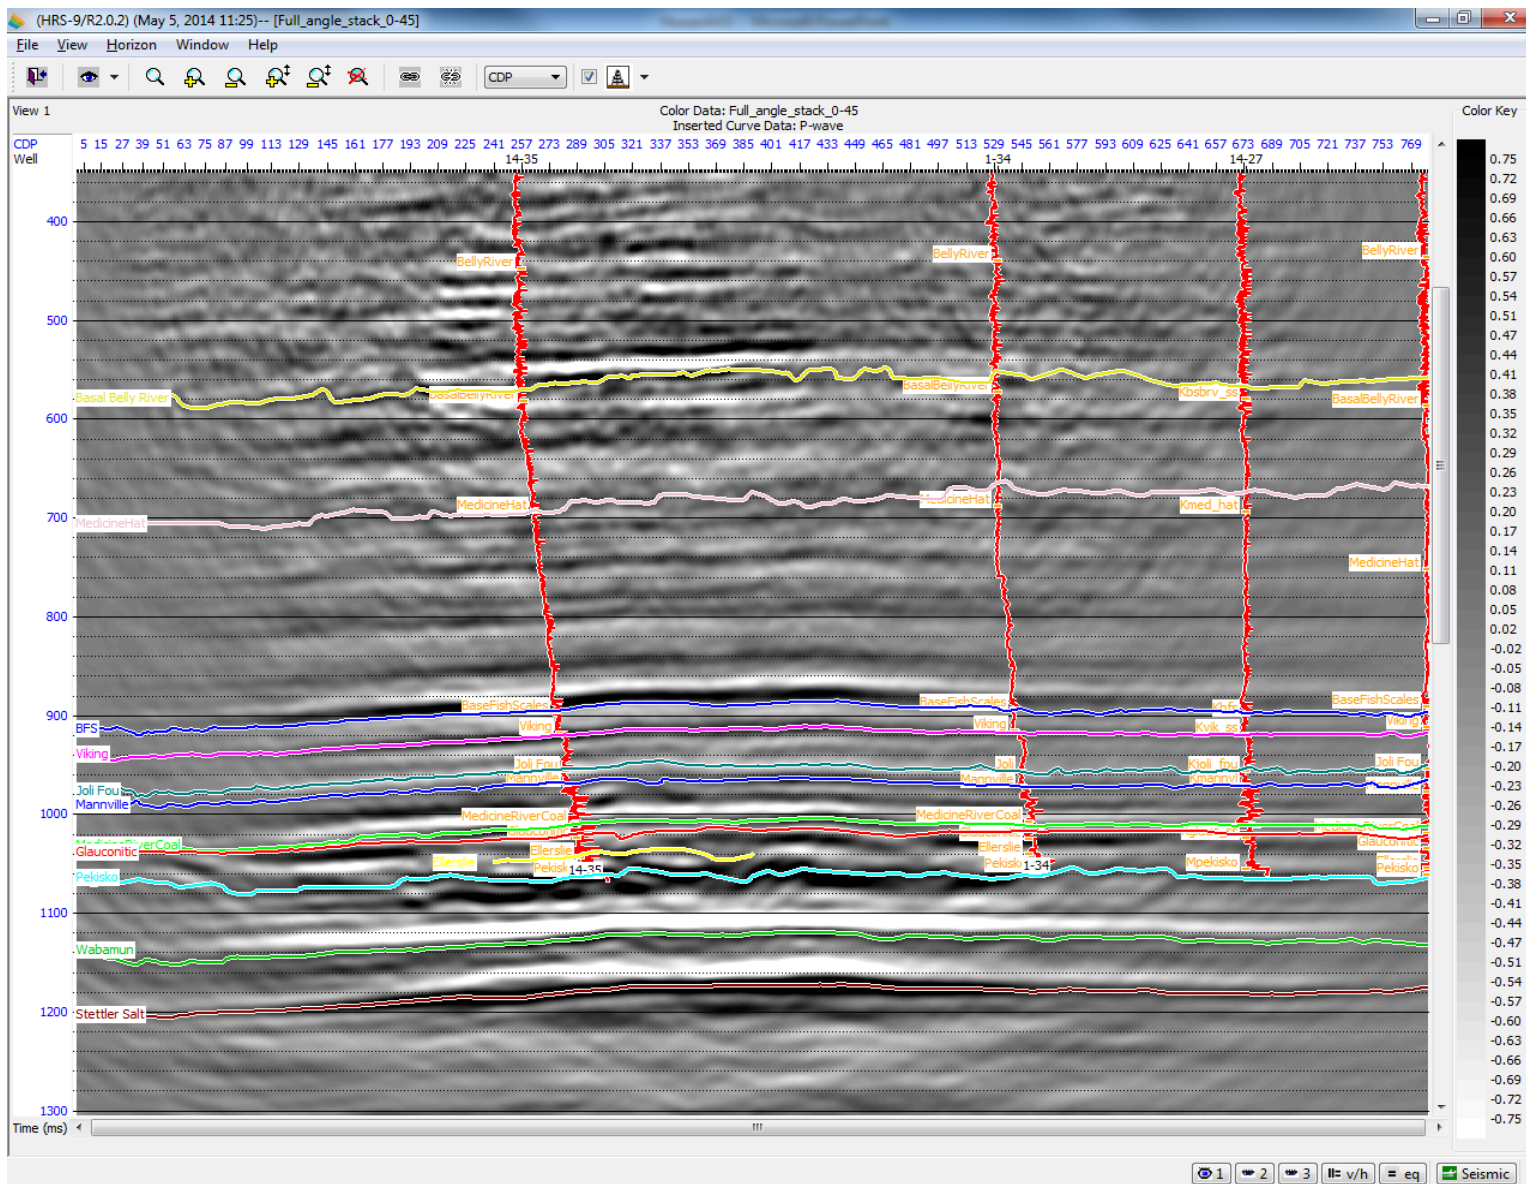 (HRS-9/R2.0.2) (May 5, 2014 11:25)-- [Full_angle_stack_0-45]
File View Horizon Window Help
CDP
View 1
Color Data: Full_angle_stack_0-45
Inserted Curve Data: P-wave
Color Key
CDP 5 15 27 39 51 63 75 87 99 113 129 145 161 177 193 209 225 241 257 273 289 305 321 337 353 369 385 401 417 433 449 465 481 497 513 529 545 561 577 593 609 625 641 657 673 689 705 721 737 753 769
Well 14-35 1-34 14-27
400
BellyRiver BellyRiver BellyRiver
500
Basal Belly River BasalBellyRiver BasalBellyRiver Kbsbrv_ss BasalBellyRiver
600
MedicineHat MedicineHat MedicineHat Kmed_hat
700
MedicineHat
800
BaseFishScales BaseFishScales Kbfs BaseFishScales
900
BFS Viking Viking Kvik_ss Viking
Viking
Joli Fou Joli Fou Joli Kjoli_fou Joli Fou
Mannville Mannville Mannville Kmannvl
1000
MedicineRiverCoal MedicineRiverCoal MedicineRiverCoal
Glauconitic Glauconitic
Ellerslie Ellerslie Ellerslie
Pekisko 14-35 1-34 Mpekisko Pekisko
1100
Wabamun
1200
Stettler Salt
1300
Time (ms)
0.75
0.72
0.69
0.66
0.63
0.60
0.57
0.54
0.51
0.47
0.44
0.41
0.38
0.35
0.32
0.29
0.26
0.23
0.20
0.17
0.14
0.11
0.08
0.05
0.02
-0.02
-0.05
-0.08
-0.11
-0.14
-0.17
-0.20
-0.23
-0.26
-0.29
-0.32
-0.35
-0.38
-0.41
-0.44
-0.47
-0.51
-0.54
-0.57
-0.60
-0.63
-0.66
-0.69
-0.72
-0.75
1 2 3 v/h eq Seismic